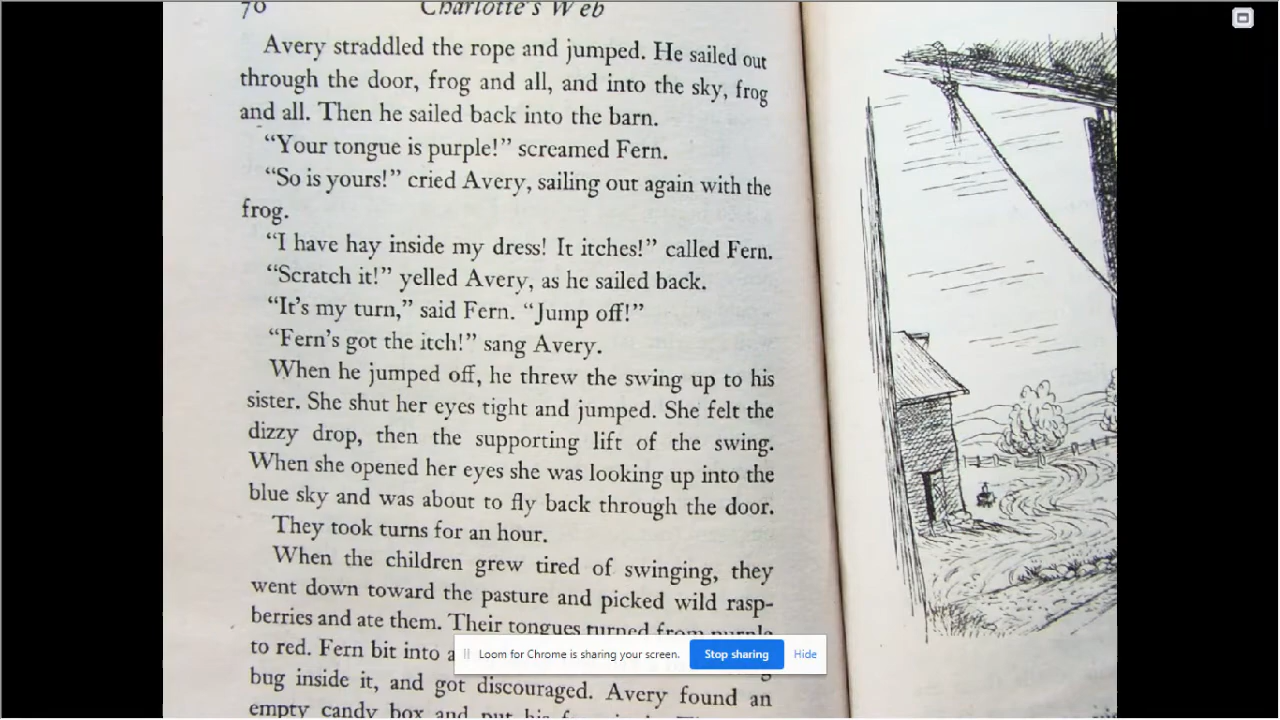 70 Charlotte's Web
Avery straddled the rope and jumped. He sailed out
through the door, frog and all, and into the sky, frog
and all. Then he sailed back into the barn.
“Your tongue is purple!” screamed Fern.
“So is yours!” cried Avery, sailing out again with the
frog.
“I have hay inside my dress! It itches!” called Fern.
“Scratch it!” yelled Avery, as he sailed back.
“It’s my turn,” said Fern. “Jump off!”
“Fern’s got the itch!” sang Avery.
When he jumped off, he threw the swing up to his
sister. She shut her eyes tight and jumped. She felt the
dizzy drop, then the supporting lift of the swing.
When she opened her eyes she was looking up into the
blue sky and was about to fly back through the door.
They took turns for an hour.
When the children grew tired of swinging, they
went down toward the pasture and picked wild rasp-
berries and ate them. Their tongues turned from purple
to red. Fern bit into a
bug inside it, and got discouraged. Avery found an
empty candy box and put his
Loom for Chrome is sharing your screen. Stop sharing Hide